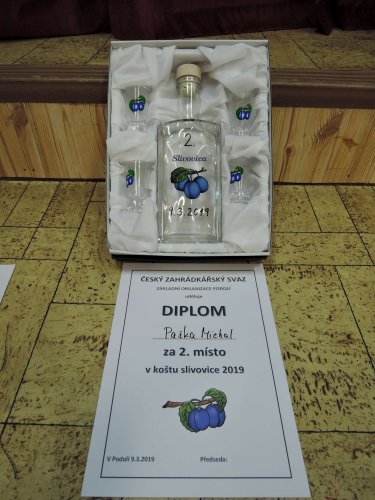 2.
Slivovica
9.3.2019
ČESKÝ ZAHRÁDKÁŘSKÝ SVAZ
ZÁKLADNÍ ORGANIZACE PODOLÍ
uděluje
DIPLOM
Paška Michal
za 2. místo
v koštu slivovice 2019
V Podolí 9.3.2019 Předseda: